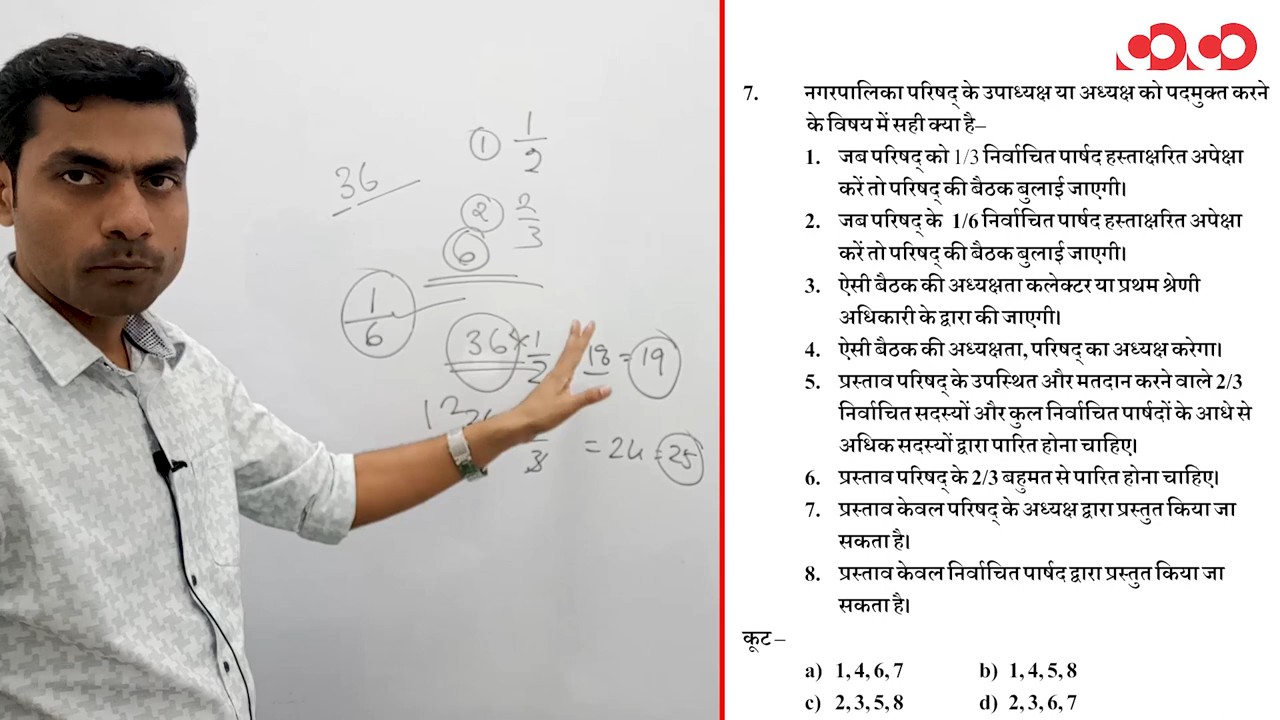 36
① 1/2
② 2/3
6
1/6
36 × 1/2 18 = 19
= 24 = 25
7. नगरपालिका परिषद् के उपाध्यक्ष या अध्यक्ष को पदमुक्त करने
के विषय में सही क्या है–
1. जब परिषद् को 1/3 निर्वाचित पार्षद हस्ताक्षरित अपेक्षा
करें तो परिषद् की बैठक बुलाई जाएगी।
2. जब परिषद् के 1/6 निर्वाचित पार्षद हस्ताक्षरित अपेक्षा
करें तो परिषद् की बैठक बुलाई जाएगी।
3. ऐसी बैठक की अध्यक्षता कलेक्टर या प्रथम श्रेणी
अधिकारी के द्वारा की जाएगी।
4. ऐसी बैठक की अध्यक्षता, परिषद् का अध्यक्ष करेगा।
5. प्रस्ताव परिषद् के उपस्थित और मतदान करने वाले 2/3
निर्वाचित सदस्यों और कुल निर्वाचित पार्षदों के आधे से
अधिक सदस्यों द्वारा पारित होना चाहिए।
6. प्रस्ताव परिषद् के 2/3 बहुमत से पारित होना चाहिए।
7. प्रस्ताव केवल परिषद् के अध्यक्ष द्वारा प्रस्तुत किया जा
सकता है।
8. प्रस्ताव केवल निर्वाचित पार्षद द्वारा प्रस्तुत किया जा
सकता है।
कूट–
a) 1, 4, 6, 7 b) 1, 4, 5, 8
c) 2, 3, 5, 8 d) 2, 3, 6, 7